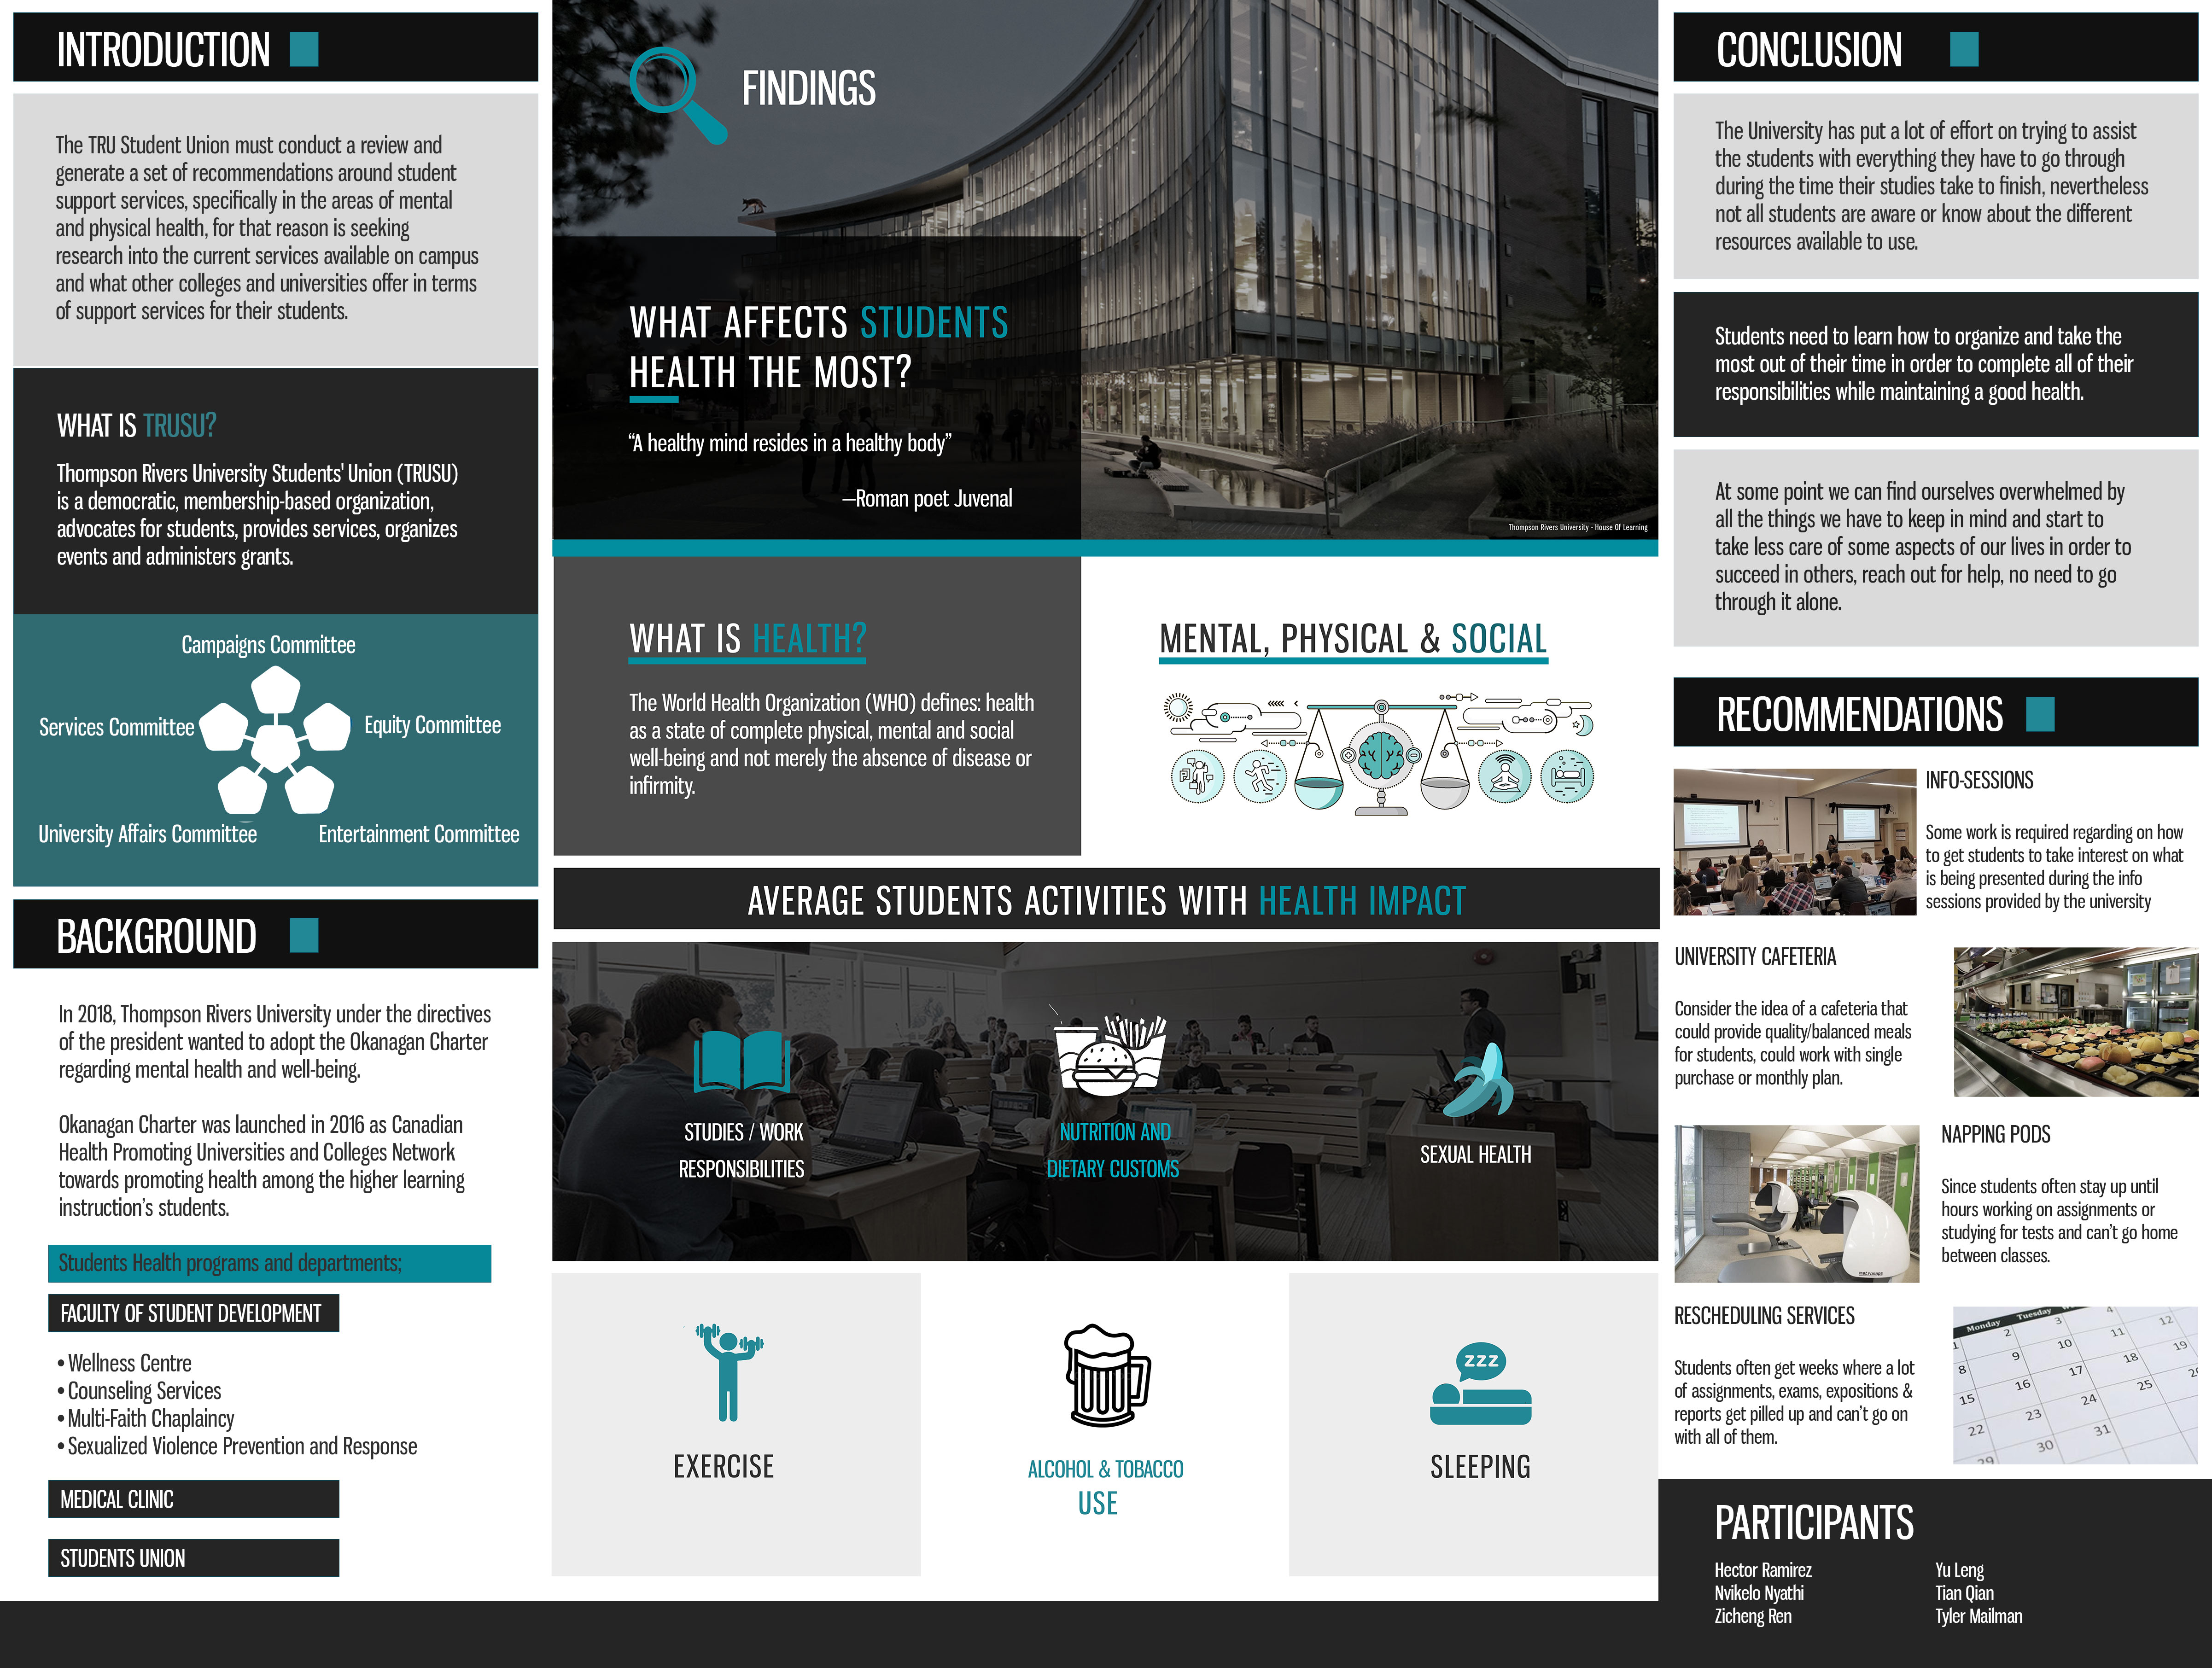 INTRODUCTION
The TRU Student Union must conduct a review and
generate a set of recommendations around student
support services, specifically in the areas of mental
and physical health, for that reason is seeking
research into the current services available on campus
and what other colleges and universities offer in terms
of support services for their students.
WHAT IS TRUSU?
Thompson Rivers University Students' Union (TRUSU)
is a democratic, membership-based organization,
advocates for students, provides services, organizes
events and administers grants.
Campaigns Committee
Services Committee
Equity Committee
University Affairs Committee
Entertainment Committee
BACKGROUND
In 2018, Thompson Rivers University under the directives
of the president wanted to adopt the Okanagan Charter
regarding mental health and well-being.
Okanagan Charter was launched in 2016 as Canadian
Health Promoting Universities and Colleges Network
towards promoting health among the higher learning
instruction's students.
Students Health programs and departments;
FACULTY OF STUDENT DEVELOPMENT
• Wellness Centre
• Counseling Services
• Multi-Faith Chaplaincy
• Sexualized Violence Prevention and Response
MEDICAL CLINIC
STUDENTS UNION
FINDINGS
WHAT AFFECTS STUDENTS
HEALTH THE MOST?
“A healthy mind resides in a healthy body”
—Roman poet Juvenal
Thompson Rivers University - House Of Learning
WHAT IS HEALTH?
The World Health Organization (WHO) defines: health
as a state of complete physical, mental and social
well-being and not merely the absence of disease or
infirmity.
MENTAL, PHYSICAL & SOCIAL
AVERAGE STUDENTS ACTIVITIES WITH HEALTH IMPACT
STUDIES / WORK
RESPONSIBILITIES
NUTRITION AND
DIETARY CUSTOMS
SEXUAL HEALTH
EXERCISE
ALCOHOL & TOBACCO
USE
ZZZ
SLEEPING
CONCLUSION
The University has put a lot of effort on trying to assist
the students with everything they have to go through
during the time their studies take to finish, nevertheless
not all students are aware or know about the different
resources available to use.
Students need to learn how to organize and take the
most out of their time in order to complete all of their
responsibilities while maintaining a good health.
At some point we can find ourselves overwhelmed by
all the things we have to keep in mind and start to
take less care of some aspects of our lives in order to
succeed in others, reach out for help, no need to go
through it alone.
RECOMMENDATIONS
INFO-SESSIONS
Some work is required regarding on how
to get students to take interest on what
is being presented during the info
sessions provided by the university
UNIVERSITY CAFETERIA
Consider the idea of a cafeteria that
could provide quality/balanced meals
for students, could work with single
purchase or monthly plan.
NAPPING PODS
Since students often stay up until
hours working on assignments or
studying for tests and can't go home
between classes.
RESCHEDULING SERVICES
Students often get weeks where a lot
of assignments, exams, expositions &
reports get pilled up and can't go on
with all of them.
Monday Tuesday
1 2 3 4
8 9 10 11 12
15 16 17 18 19
22 23 24 25
29 30 31
PARTICIPANTS
Hector Ramirez
Nvikelo Nyathi
Zicheng Ren
Yu Leng
Tian Qian
Tyler Mailman